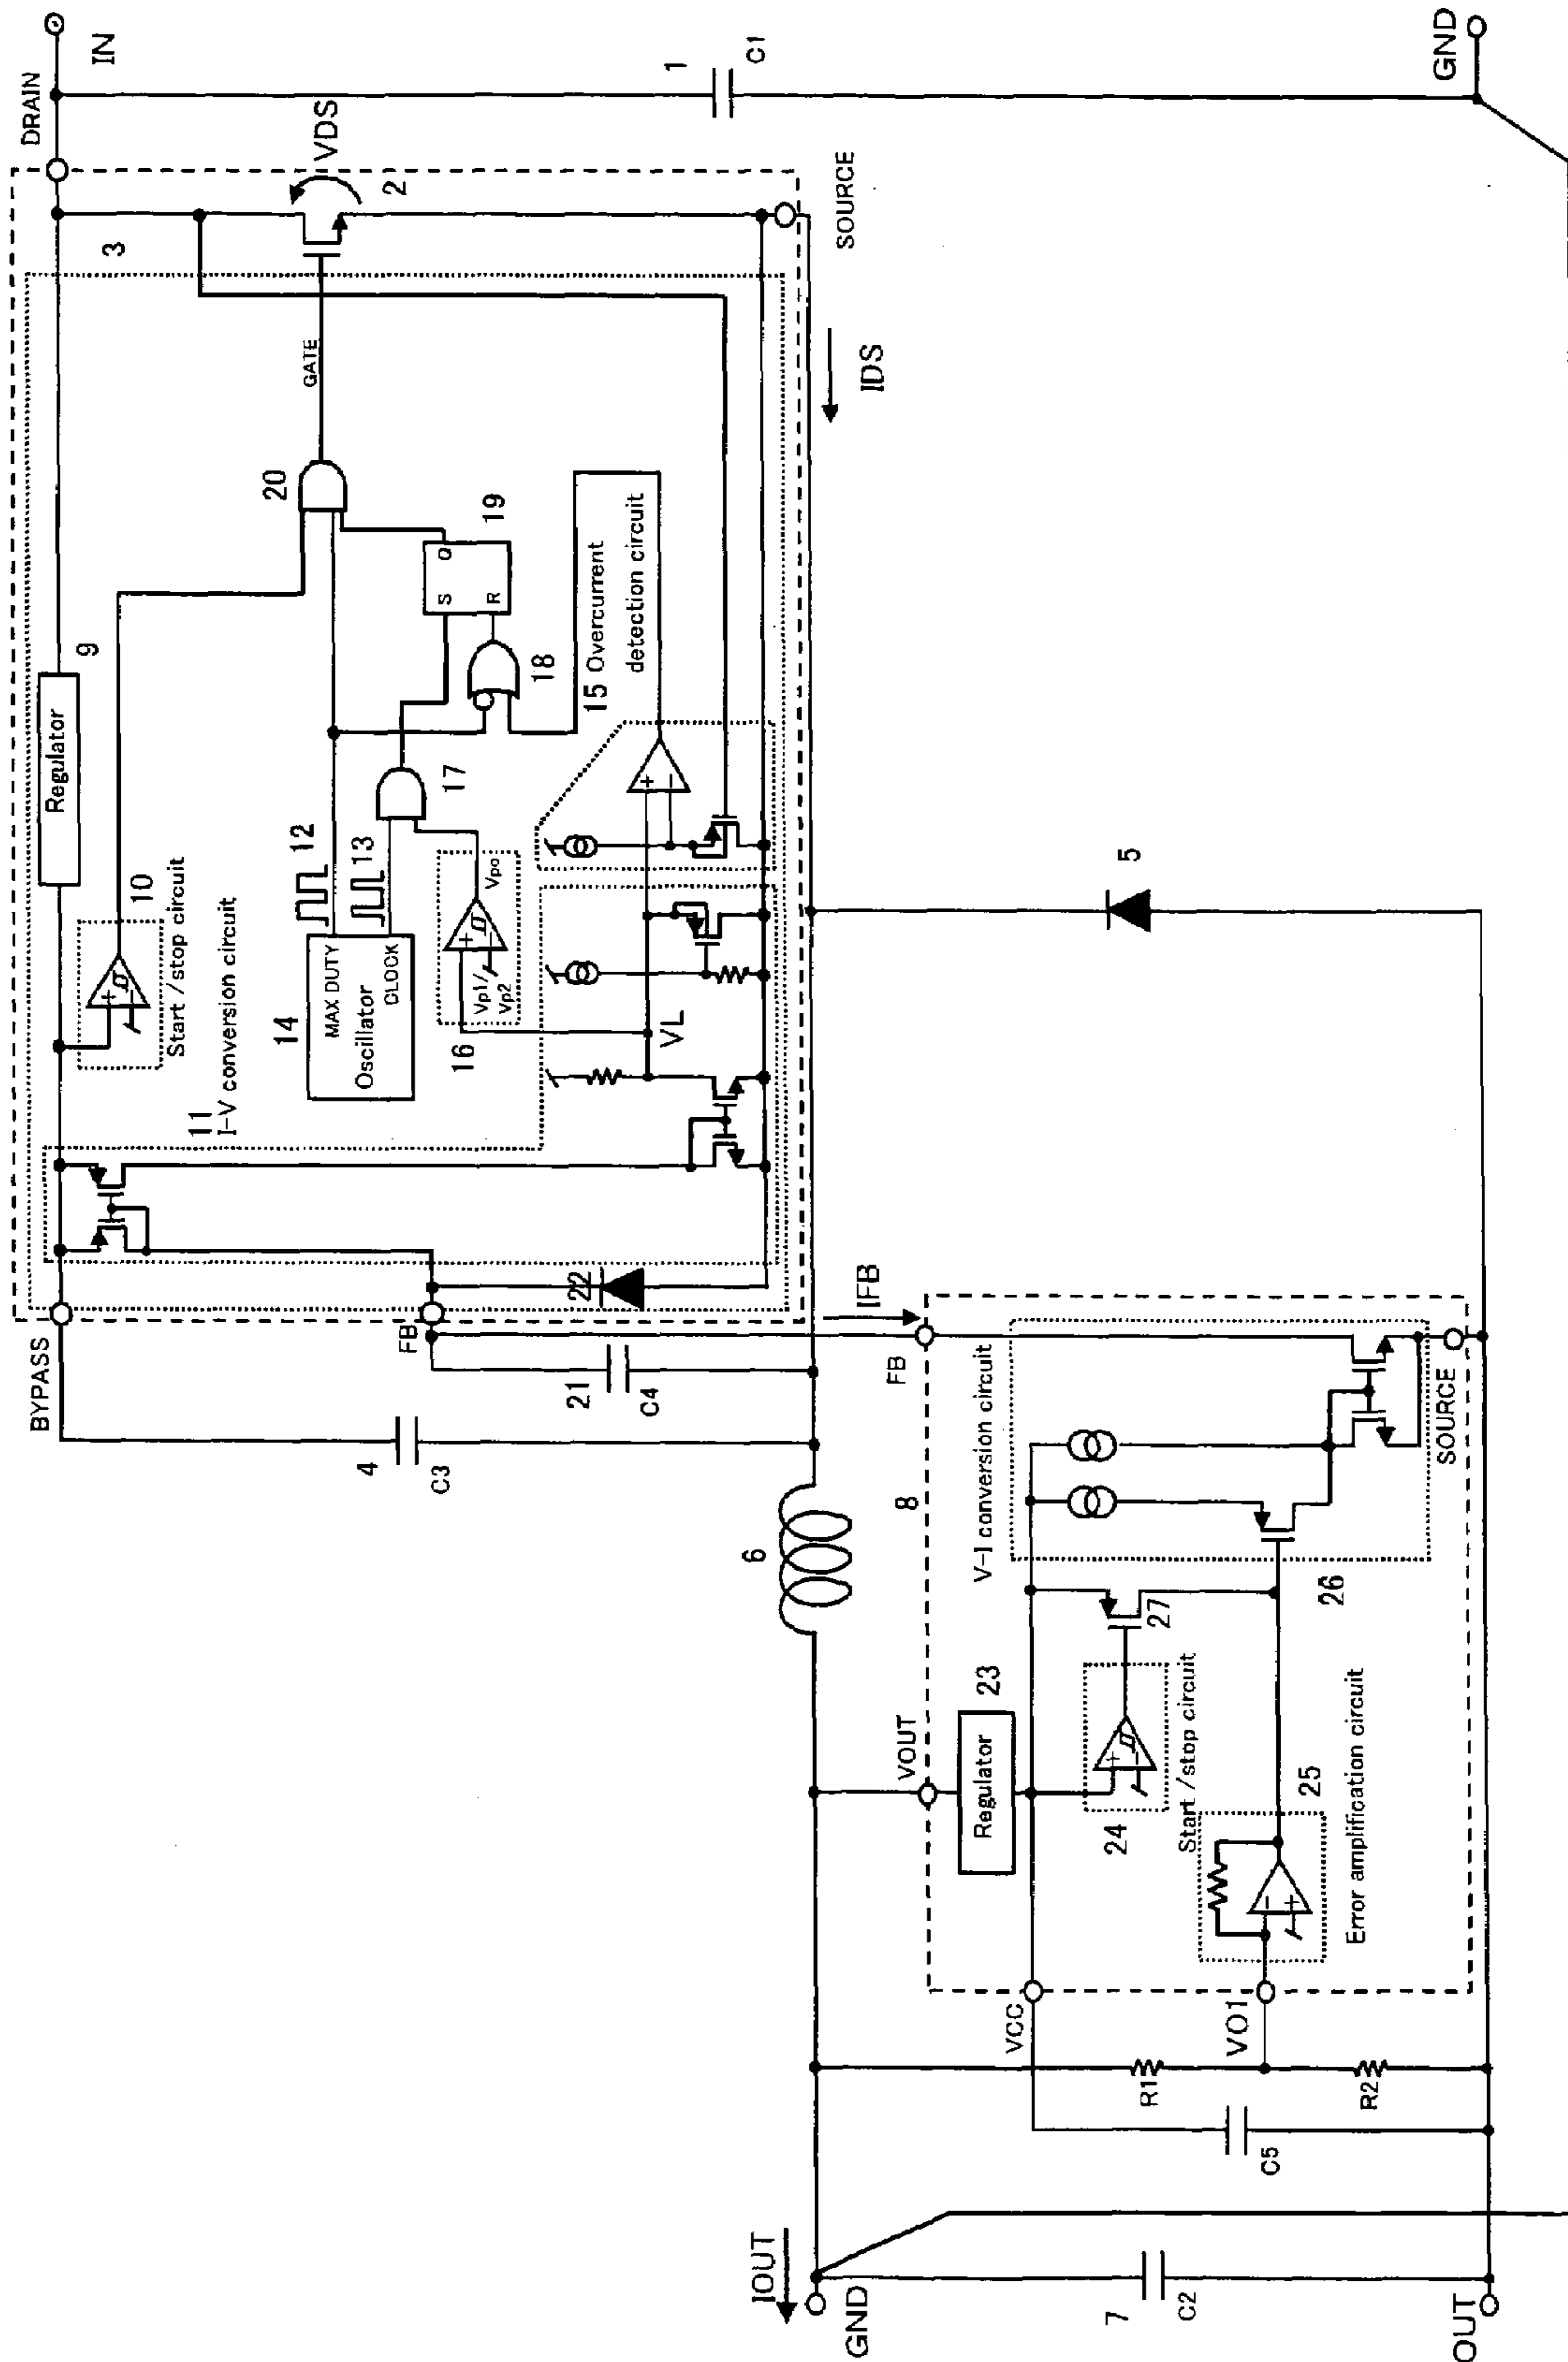 IN
DRAIN
VDS
2
3
1
C1
GND
SOURCE
GATE
IDS
20
19
Q
S
R
18
15 Overcurrent
detection circuit
9
Regulator
10
Start / stop circuit
11
I-V conversion circuit
12
13
14
MAX DUTY
Oscillator
CLOCK
17
16
+
−
Vpo
Vp1/
Vp2
VL
+
−
+
−
22
BYPASS
FB
21
C4
4
C3
5
IFB
FB
6
8
V-I conversion circuit
SOURCE
26
27
VOUT
Regulator
23
24
Start / stop circuit
+
−
25
Error amplification circuit
−
+
VCC
VO1
R1
R2
C5
IOUT
GND
7
C2
OUT